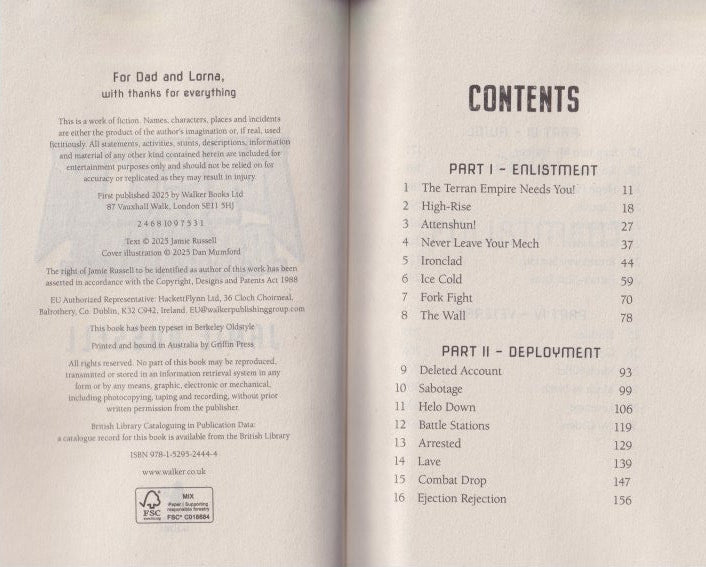 For Dad and Lorna,
with thanks for everything
This is a work of fiction. Names, characters, places and incidents
are either the product of the author's imagination or, if real, used
fictitiously. All statements, activities, stunts, descriptions, information
and material of any other kind contained herein are included for
entertainment purposes only and should not be relied on for
accuracy or replicated as they may result in injury.
First published 2025 by Walker Books Ltd
87 Vauxhall Walk, London SE11 5HJ
2 4 6 8 10 9 7 5 3 1
Text © 2025 Jamie Russell
Cover illustration © 2025 Dan Mumford
The right of Jamie Russell to be identified as author of this work has been
asserted in accordance with the Copyright, Designs and Patents Act 1988
EU Authorized Representative: HackettFlynn Ltd, 36 Cloch Choirneal,
Balrothery, Co. Dublin, K32 C942, Ireland. EU@walkerpublishinggroup.com
This book has been typeset in Berkeley Oldstyle
Printed and bound in Australia by Griffin Press
All rights reserved. No part of this book may be reproduced,
transmitted or stored in an information retrieval system in any
form or by any means, graphic, electronic or mechanical,
including photocopying, taping and recording, without prior
written permission from the publisher.
British Library Cataloguing in Publication Data:
a catalogue record for this book is available from the British Library
ISBN 978-1-5295-2444-4
www.walker.co.uk
FSC
MIX
Paper | Supporting
responsible forestry
FSC® C018684
CONTENTS
PART I – ENLISTMENT
1 The Terran Empire Needs You! 11
2 High-Rise 18
3 Attenshun! 27
4 Never Leave Your Mech 37
5 Ironclad 44
6 Ice Cold 59
7 Fork Fight 70
8 The Wall 78
PART II – DEPLOYMENT
9 Deleted Account 93
10 Sabotage 99
11 Helo Down 106
12 Battle Stations 119
13 Arrested 129
14 Lave 139
15 Combat Drop 147
16 Ejection Rejection 156